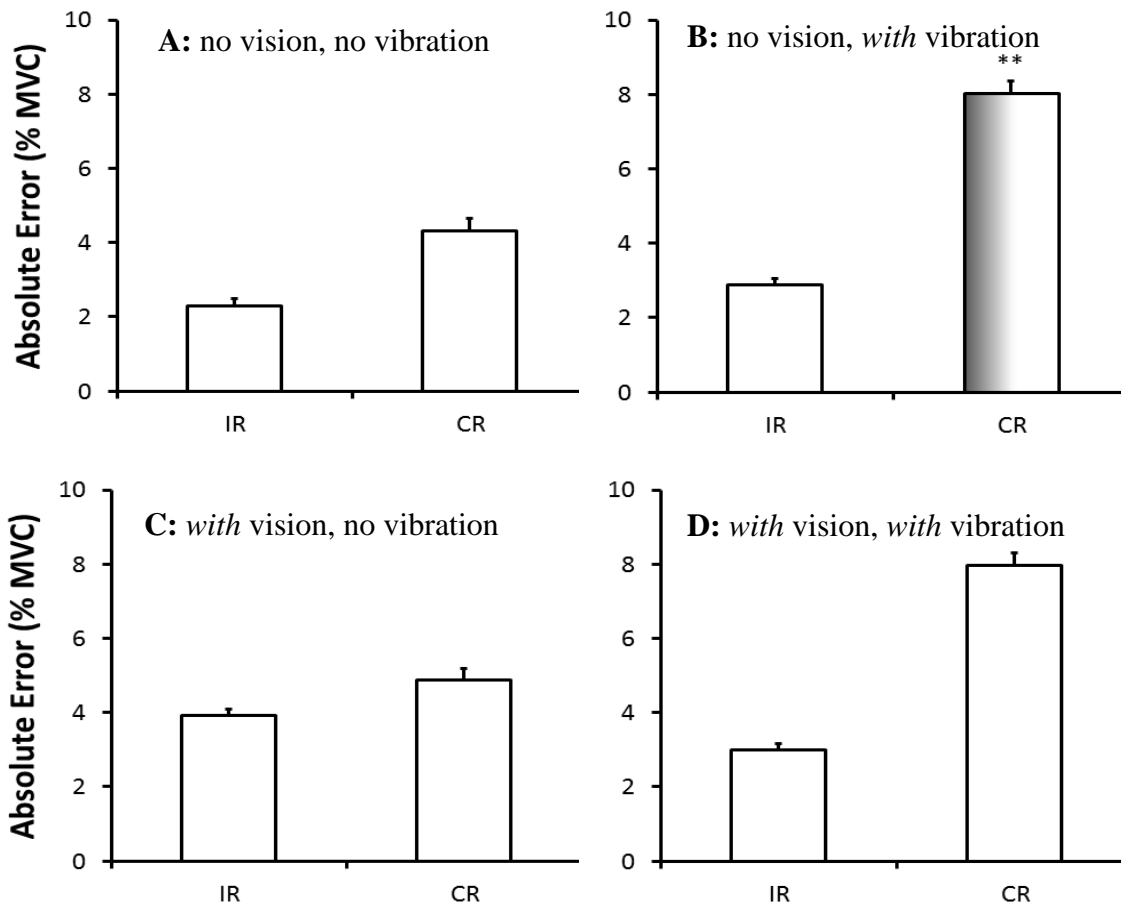 Absolute Error (% MVC)
A: no vision, no vibration
10
8
6
4
2
0
IR CR
B: no vision, with vibration
**
10
8
6
4
2
0
IR CR
Absolute Error (% MVC)
C: with vision, no vibration
10
8
6
4
2
0
IR CR
D: with vision, with vibration
10
8
6
4
2
0
IR CR